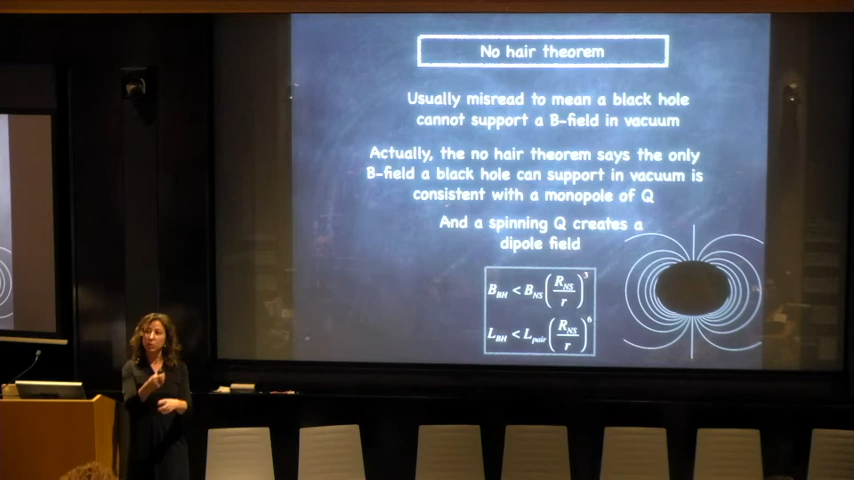 No hair theorem
Usually misread to mean a black hole
cannot support a B-field in vacuum
Actually, the no hair theorem says the only
B-field a black hole can support in vacuum is
consistent with a monopole of Q
And a spinning Q creates a
dipole field
B_BH < B_NS (R_NS / r)^3
L_BH < L_pair (R_NS / r)^6